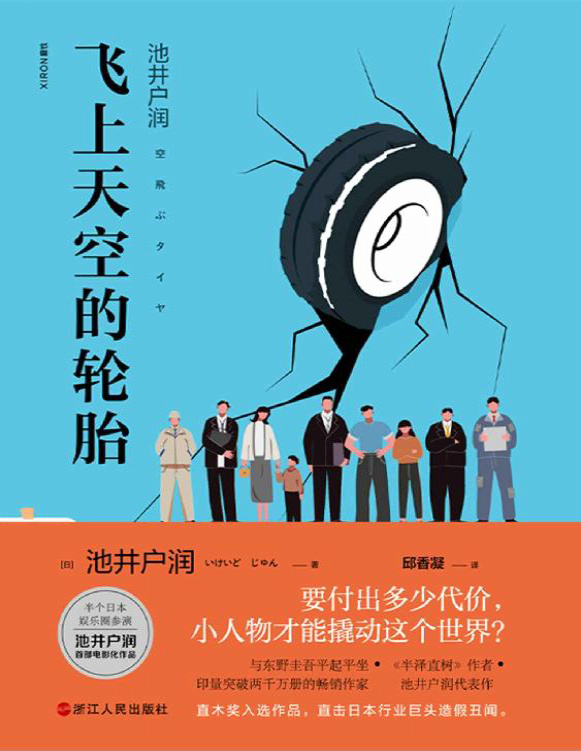 XIRON磨铁
飞上天空的轮胎
池井户润
空飛ぶタイヤ
[日] 池井户润 いけいど じゅん ——著 邱香凝 ——译
要付出多少代价，
小人物才能撬动这个世界？
半个日本
娱乐圈参演
池井户润
首部电影化作品
与东野圭吾平起平坐● ●《半泽直树》作者
印量突破两千万册的畅销作家 池井户润代表作
直木奖入选作品，直击日本行业巨头造假丑闻。
浙江人民出版社